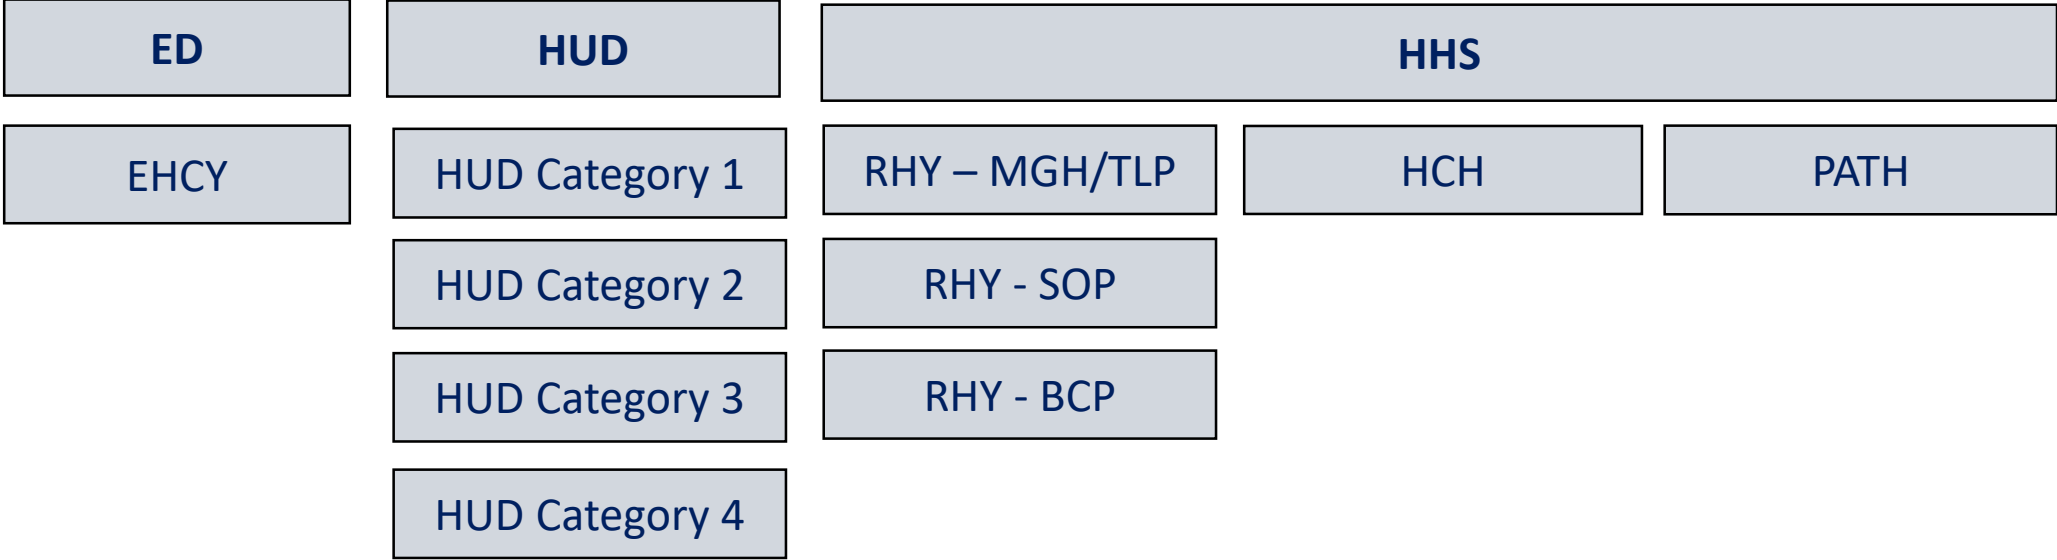 ED
HUD
HHS
EHCY
HUD Category 1
RHY – MGH/TLP
HCH
PATH
HUD Category 2
RHY - SOP
HUD Category 3
RHY - BCP
HUD Category 4